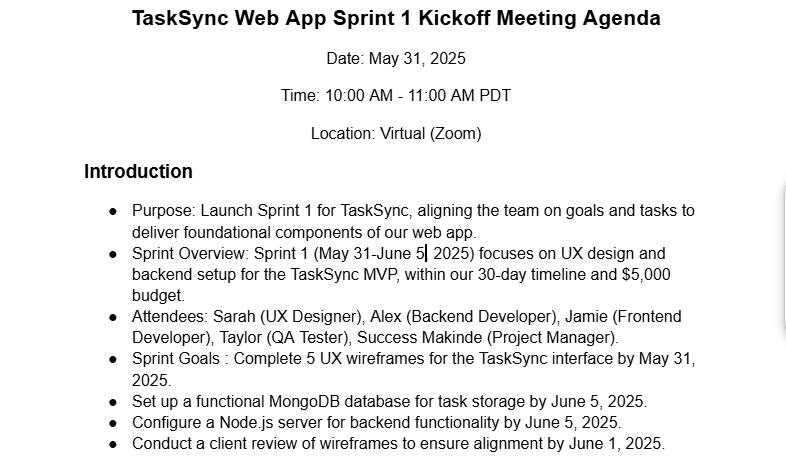 TaskSync Web App Sprint 1 Kickoff Meeting Agenda
Date: May 31, 2025
Time: 10:00 AM - 11:00 AM PDT
Location: Virtual (Zoom)
Introduction
● Purpose: Launch Sprint 1 for TaskSync, aligning the team on goals and tasks to
deliver foundational components of our web app.
● Sprint Overview: Sprint 1 (May 31-June 5, 2025) focuses on UX design and
backend setup for the TaskSync MVP, within our 30-day timeline and $5,000
budget.
● Attendees: Sarah (UX Designer), Alex (Backend Developer), Jamie (Frontend
Developer), Taylor (QA Tester), Success Makinde (Project Manager).
● Sprint Goals : Complete 5 UX wireframes for the TaskSync interface by May 31,
2025.
● Set up a functional MongoDB database for task storage by June 5, 2025.
● Configure a Node.js server for backend functionality by June 5, 2025.
● Conduct a client review of wireframes to ensure alignment by June 1, 2025.